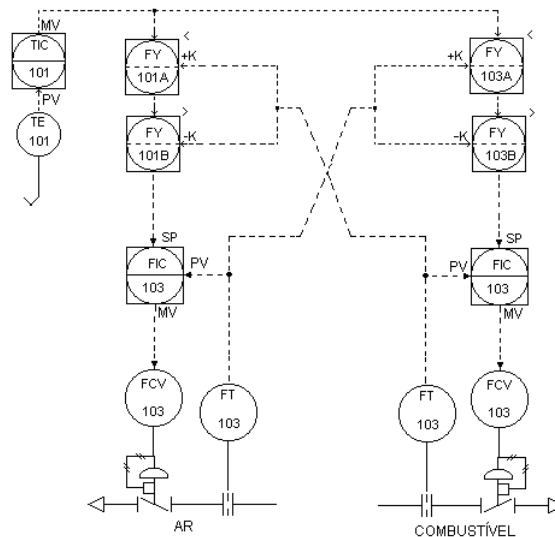 MV
TIC
101
PV
TE
101
<
FY
101A
+K
>
FY
101B
-K
<
+K
FY
103A
>
-K
FY
103B
SP
FIC
103
PV
MV
SP
PV
FIC
103
MV
FCV
103
FT
103
FT
103
FCV
103
AR
COMBUSTÍVEL